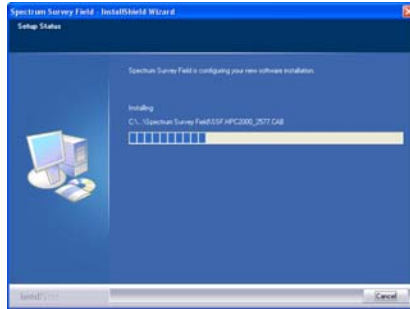 Spectrum Survey Field - InstallShield Wizard
Setup Status
Spectrum Survey Field is configuring your new software installation.
Installing
C:\...\Spectrum Survey Field\SSF.HPC2000_2577.CAB
InstallShield
Cancel